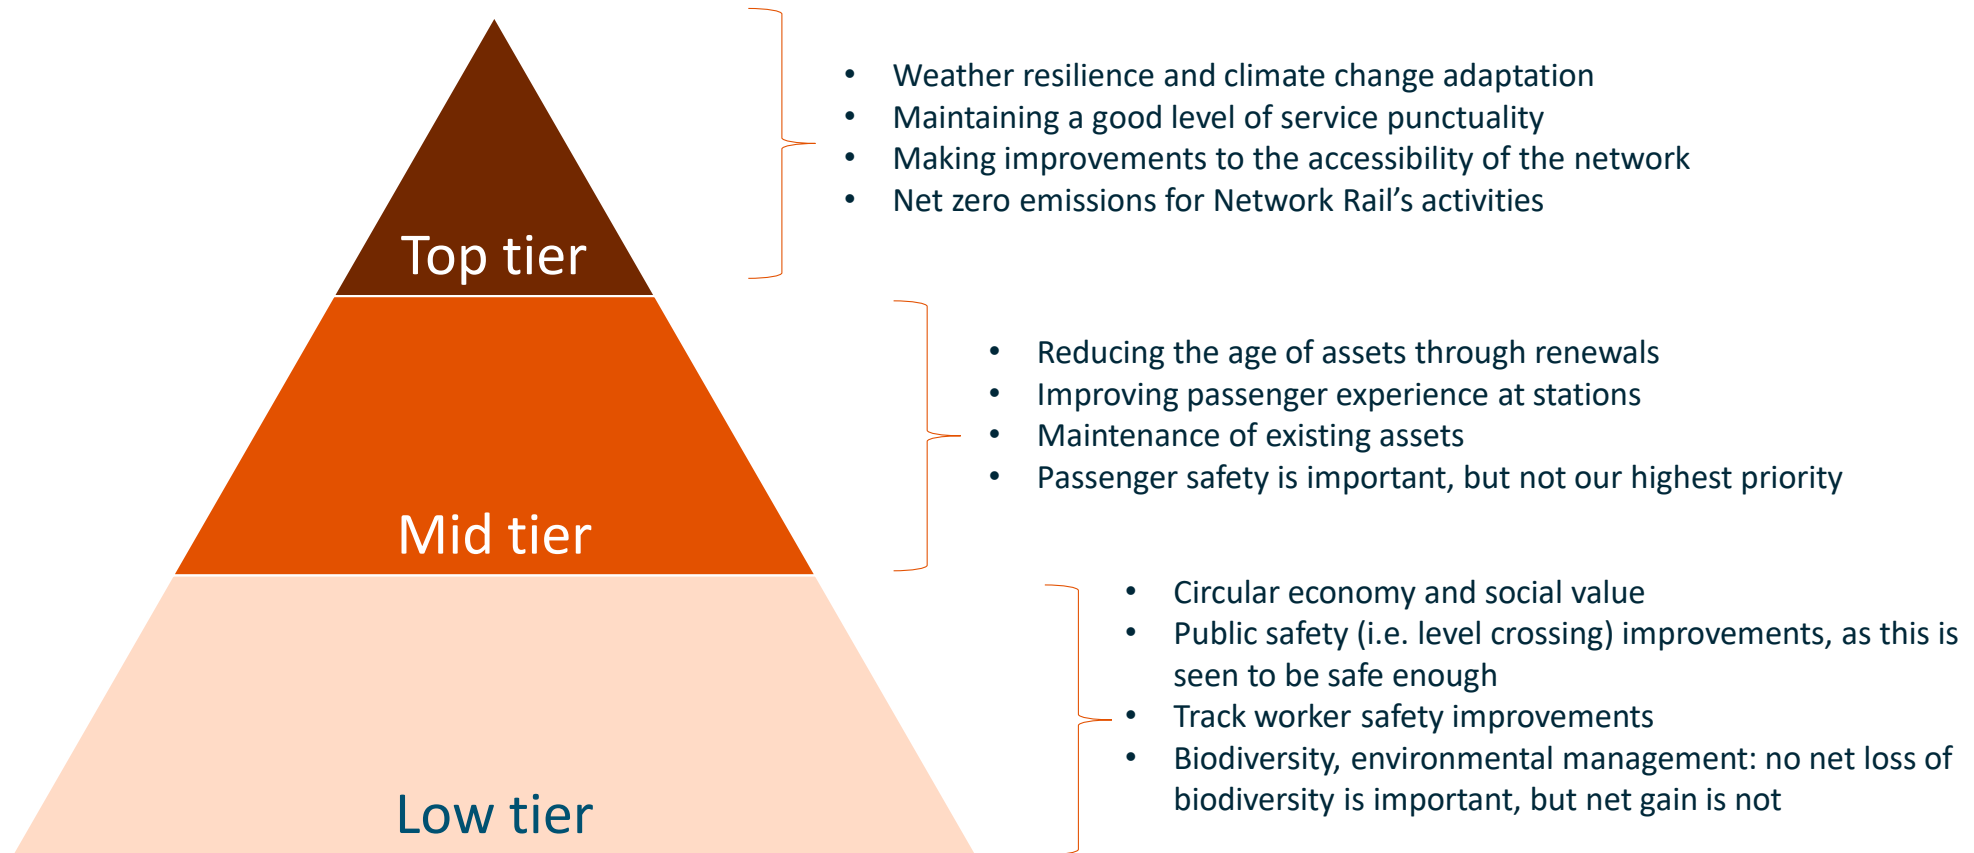 Top tier
• Weather resilience and climate change adaptation
• Maintaining a good level of service punctuality
• Making improvements to the accessibility of the network
• Net zero emissions for Network Rail’s activities
Mid tier
• Reducing the age of assets through renewals
• Improving passenger experience at stations
• Maintenance of existing assets
• Passenger safety is important, but not our highest priority
Low tier
• Circular economy and social value
• Public safety (i.e. level crossing) improvements, as this is
seen to be safe enough
• Track worker safety improvements
• Biodiversity, environmental management: no net loss of
biodiversity is important, but net gain is not